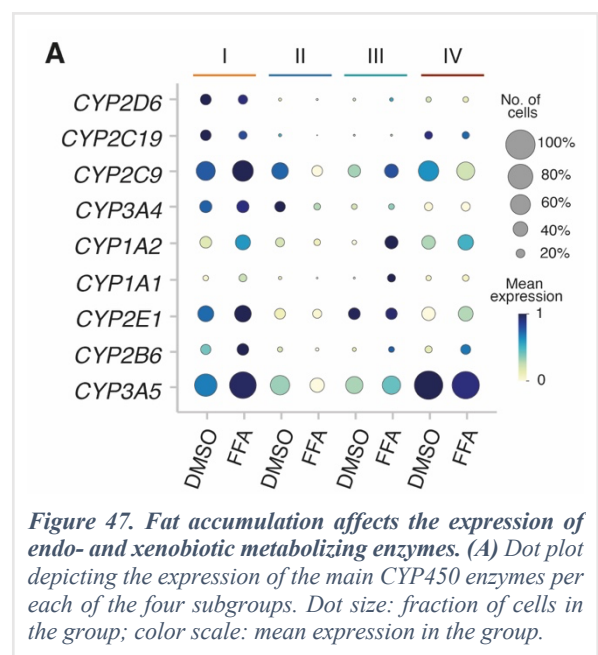 A
I II III IV
CYP2D6
CYP2C19
CYP2C9
CYP3A4
CYP1A2
CYP1A1
CYP2E1
CYP2B6
CYP3A5
DMSO FFA DMSO FFA DMSO FFA DMSO FFA
No. of
cells
100%
80%
60%
40%
20%
Mean
expression
1
0
Figure 47. Fat accumulation affects the expression of
endo- and xenobiotic metabolizing enzymes. (A) Dot plot
depicting the expression of the main CYP450 enzymes per
each of the four subgroups. Dot size: fraction of cells in
the group; color scale: mean expression in the group.